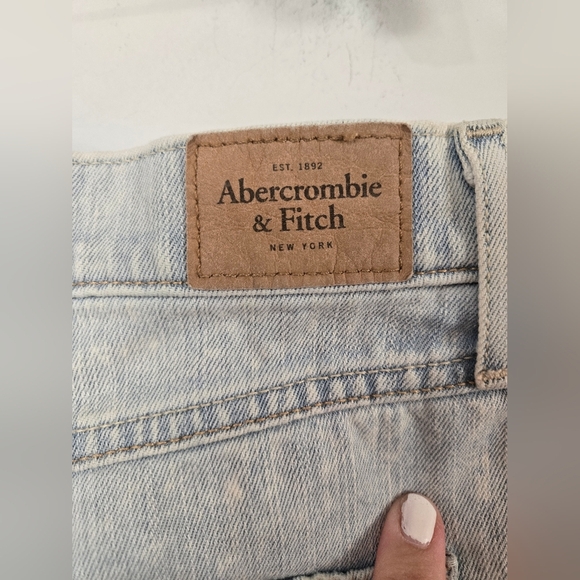 EST. 1892
Abercrombie
& Fitch
NEW YORK